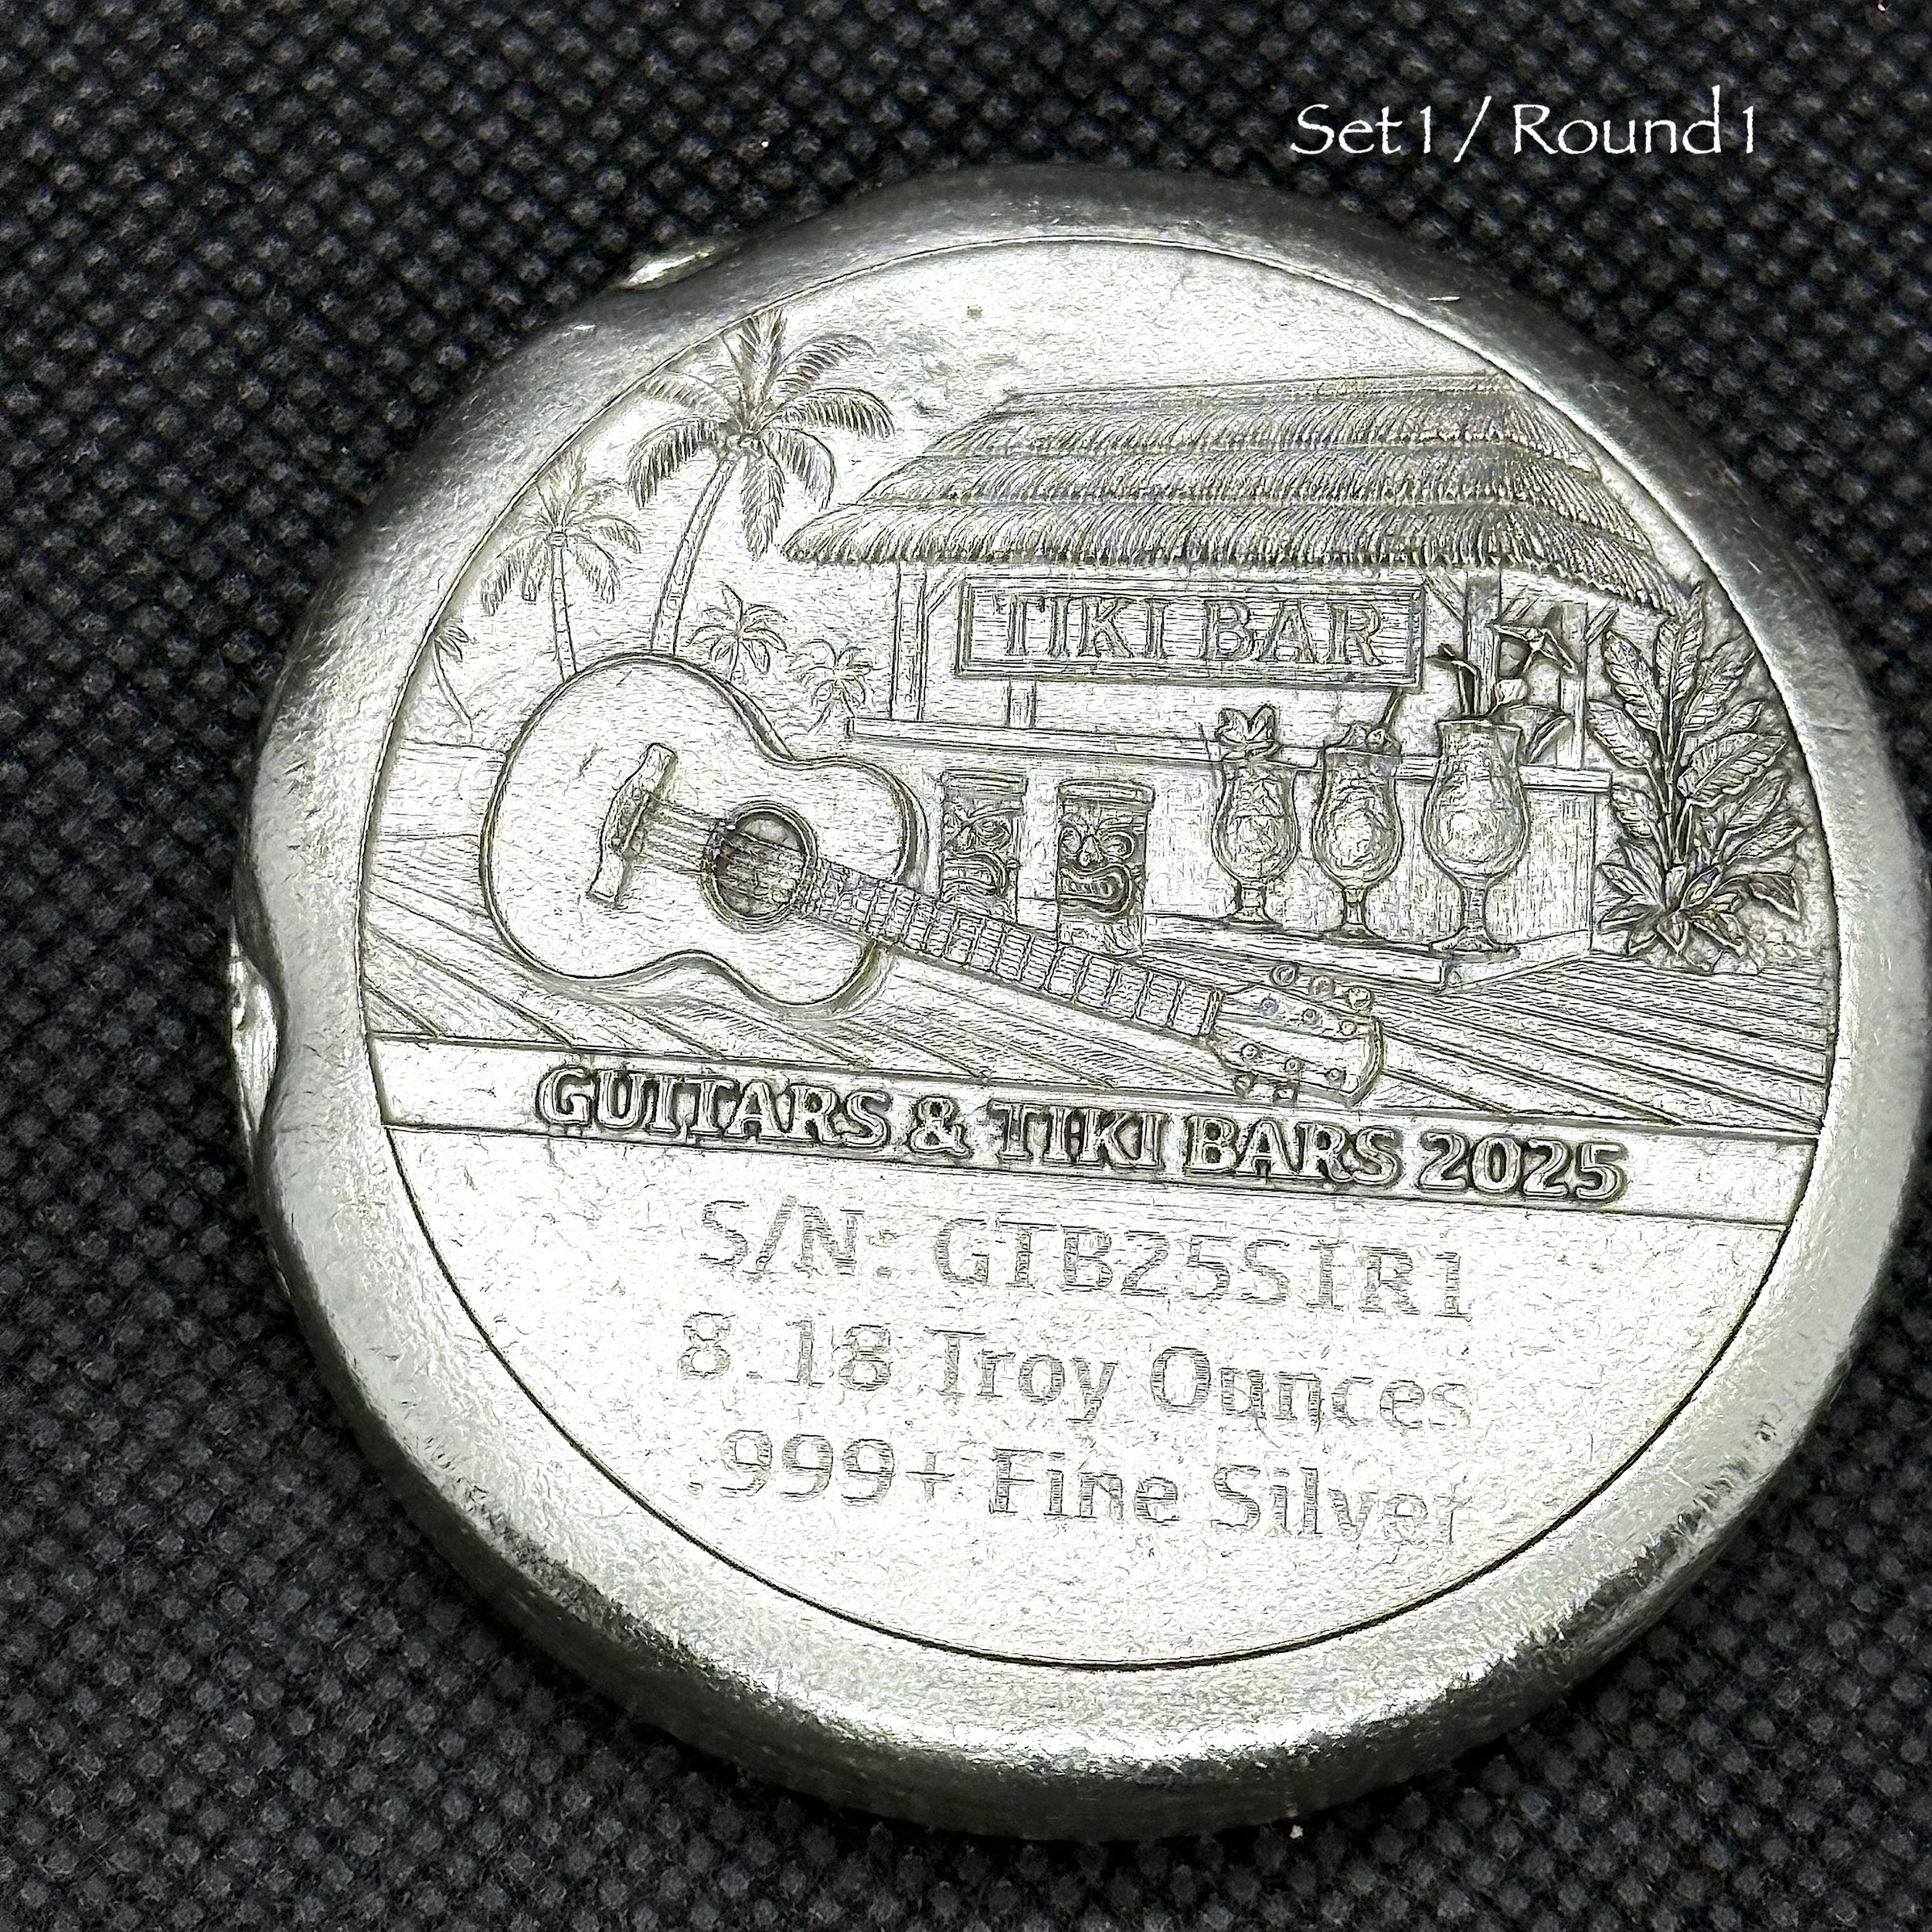 Set 1 / Round 1
TIKI BAR
GUITARS & TIKI BARS 2025
S/N: GTB25S1R1
8.18 Troy Ounces
.999+ Fine Silver